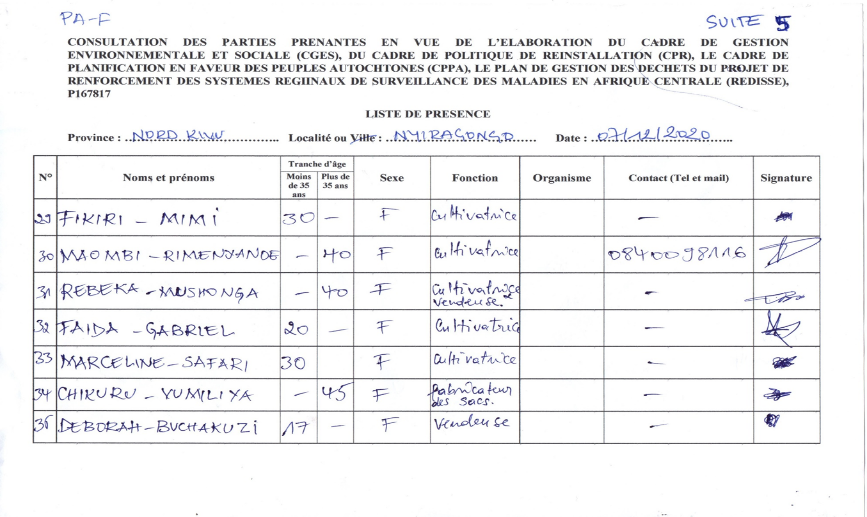 PA-F
SUITE 5
CONSULTATION DES PARTIES PRENANTES EN VUE DE L'ELABORATION DU CADRE DE GESTION
ENVIRONNEMENTALE ET SOCIALE (CGES), DU CADRE DE POLITIQUE DE REINSTALLATION (CPR), LE CADRE DE
PLANIFICATION EN FAVEUR DES PEUPLES AUTOCHTONES (CPPA), LE PLAN DE GESTION DES DECHETS DU PROJET DE
RENFORCEMENT DES SYSTEMES REGIINAUX DE SURVEILLANCE DES MALADIES EN AFRIQUE CENTRALE (REDISSE),
P167817
LISTE DE PRESENCE
Province : NORD KIVU Localité ou Ville : NYIRAGONGO Date : 07/12/2020
N° Noms et prénoms Tranche d'âge Moins de 35 ans Plus de 35 ans Sexe Fonction Organisme Contact (Tel et mail) Signature
29 FIKIRI - MIMI 30 - F Cultivatrice -
30 MAOMBI - RIMENYANDE - 40 F Cultivatrice 0840098116
31 REBEKA - MUSHONGA - 40 F Cultivatrice vendeuse. -
32 FAIDA - GABRIEL 20 - F Cultivatric -
33 MARCELINE - SAFARI 30 F Cultivatrice -
34 CHIKURU - YUMILIYA - 45 F fabricateur des sacs. -
35 DEBORAH - BUCHAKUZI 17 - F Vendeuse -